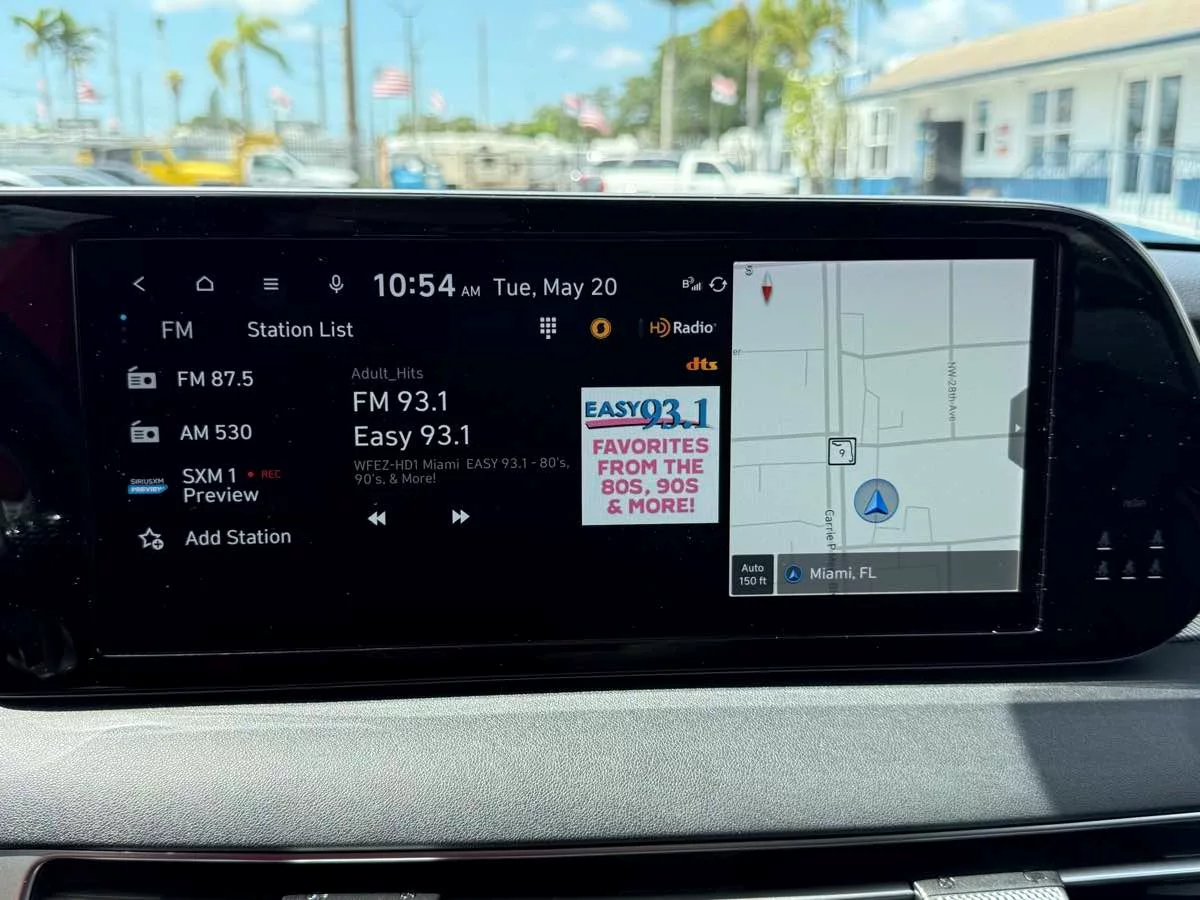 10:54 AM Tue, May 20
FM
Station List
HD Radio
dts
FM 87.5
AM 530
SIRIUSXM
PREVIEW
SXM 1 • REC
Preview
Add Station
Adult_Hits
FM 93.1
Easy 93.1
WFEZ-HD1 Miami EASY 93.1 - 80's,
90's, & More!
EASY 93.1
FAVORITES
FROM THE
80S, 90S
& MORE!
S
er
NW-28th-Ave
9
Auto
150 ft
Miami, FL